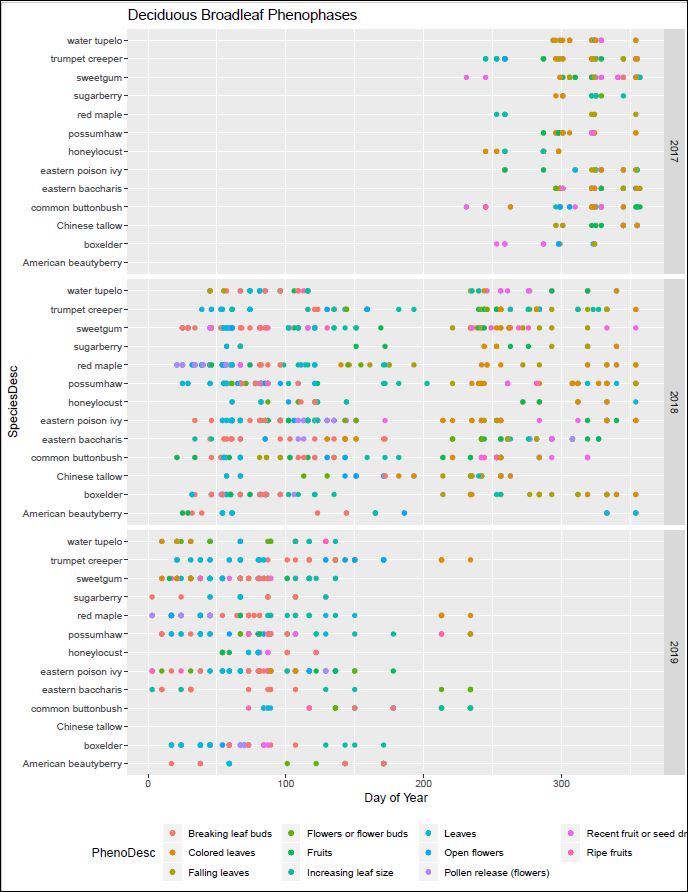 Deciduous Broadleaf Phenophases
SpeciesDesc
water tupelo
trumpet creeper
sweetgum
sugarberry
red maple
possumhaw
honeylocust
eastern poison ivy
eastern baccharis
common buttonbush
Chinese tallow
boxelder
American beautyberry
2017
water tupelo
trumpet creeper
sweetgum
sugarberry
red maple
possumhaw
honeylocust
eastern poison ivy
eastern baccharis
common buttonbush
Chinese tallow
boxelder
American beautyberry
2018
water tupelo
trumpet creeper
sweetgum
sugarberry
red maple
possumhaw
honeylocust
eastern poison ivy
eastern baccharis
common buttonbush
Chinese tallow
boxelder
American beautyberry
2019
0 100 200 300
Day of Year
Breaking leaf buds Flowers or flower buds Leaves Recent fruit or seed dr
PhenoDesc Colored leaves Fruits Open flowers Ripe fruits
Falling leaves Increasing leaf size Pollen release (flowers)